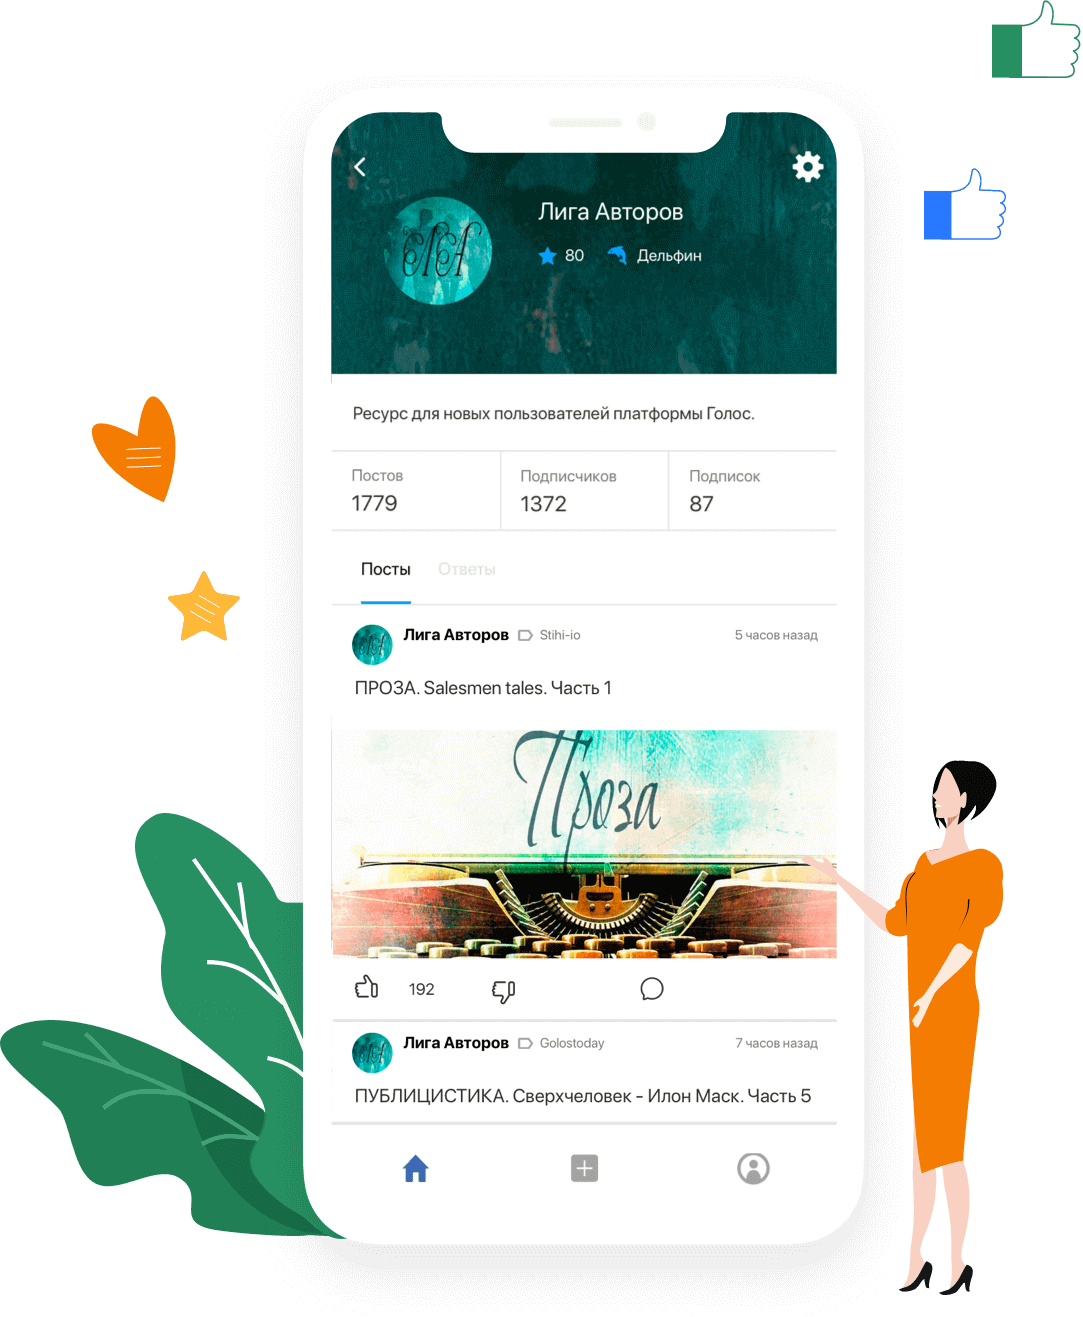 Лига Авторов
80 Дельфин
Ресурс для новых пользователей платформы Голос.
Постов Подписчиков Подписок
1779 1372 87
Посты Ответы
Лига Авторов Stihi-io 5 часов назад
ПРОЗА. Salesmen tales. Часть 1
Проза
192
Лига Авторов Golostoday 7 часов назад
ПУБЛИЦИСТИКА. Сверхчеловек - Илон Маск. Часть 5